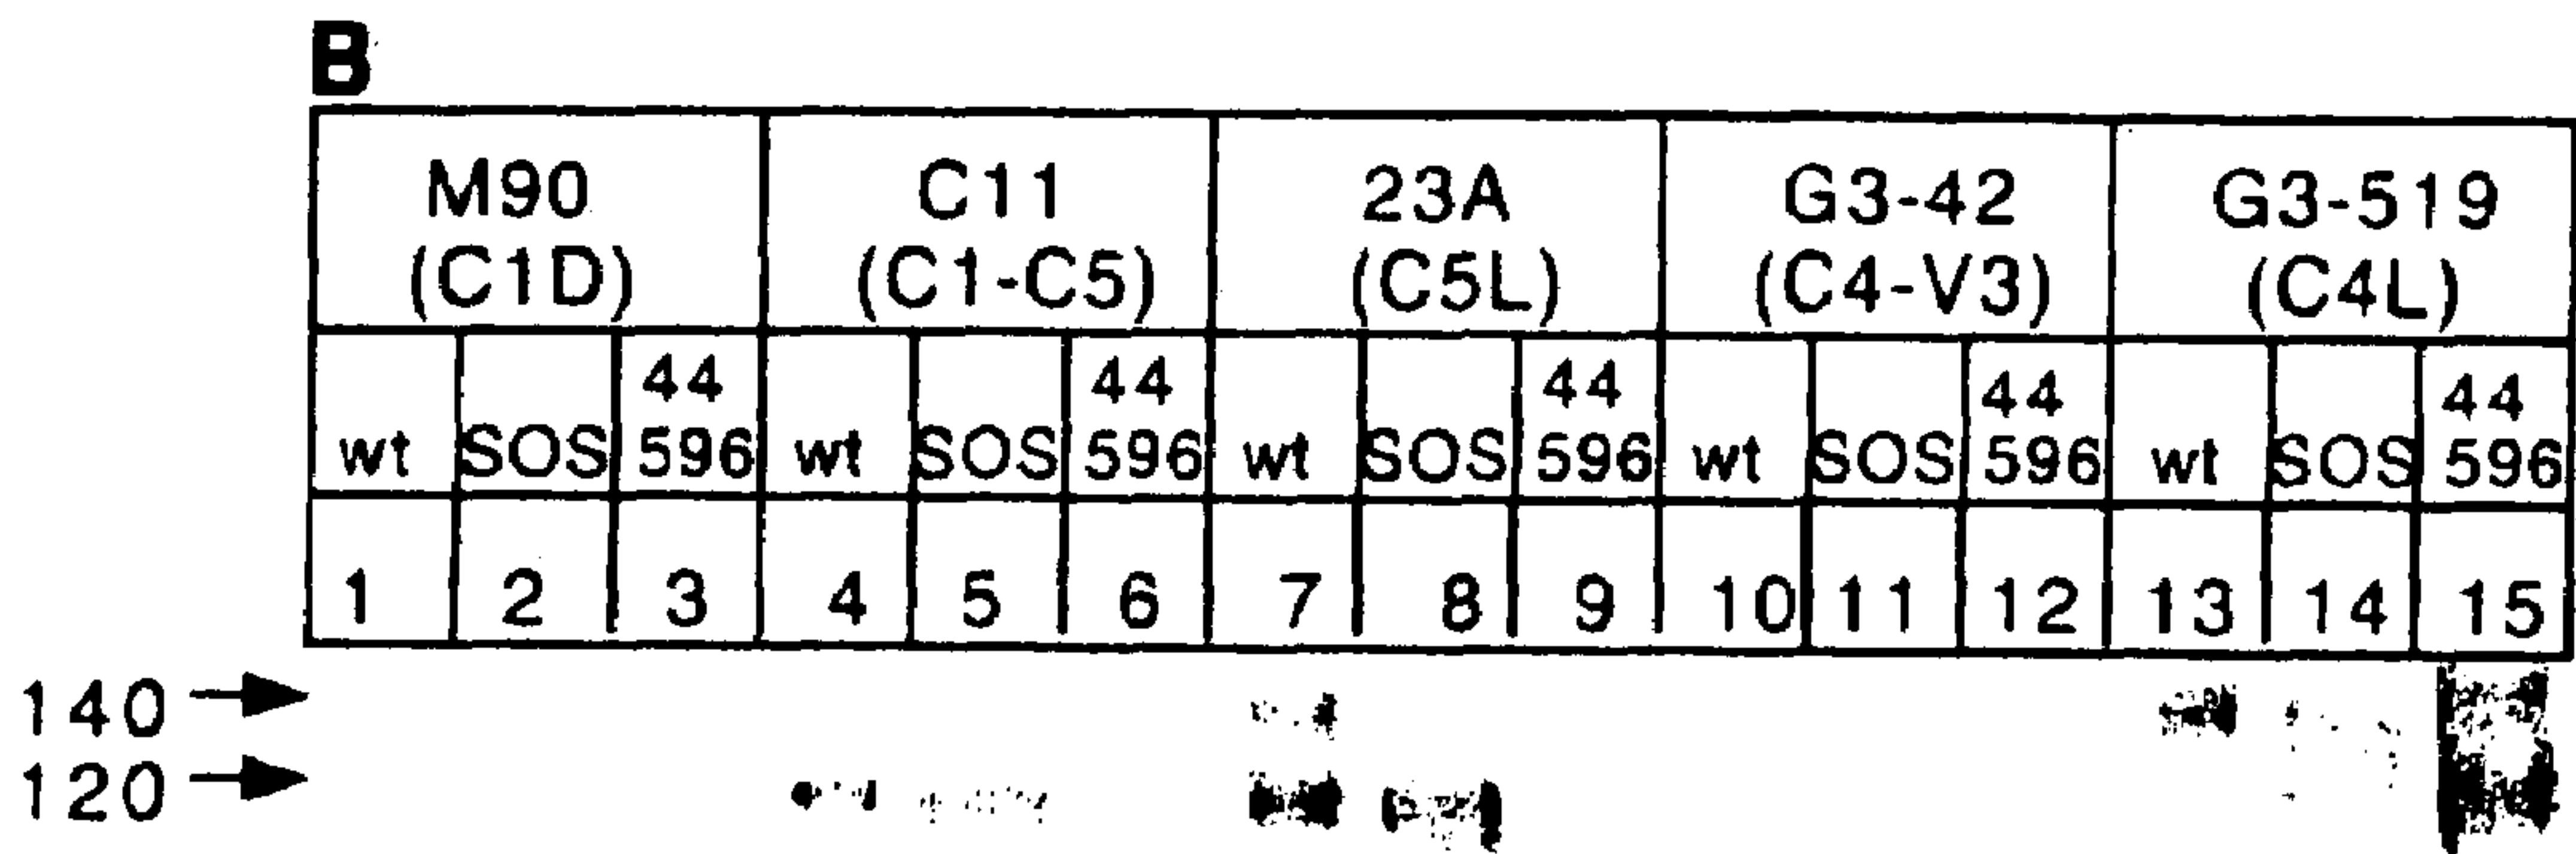 B
M90 C11 23A G3-42 G3-519
(C1D) (C1-C5) (C5L) (C4-V3) (C4L)
44 44 44 44 44
wt SOS 596 wt SOS 596 wt SOS 596 wt SOS 596 wt SOS 596
1 2 3 4 5 6 7 8 9 10 11 12 13 14 15
140
120